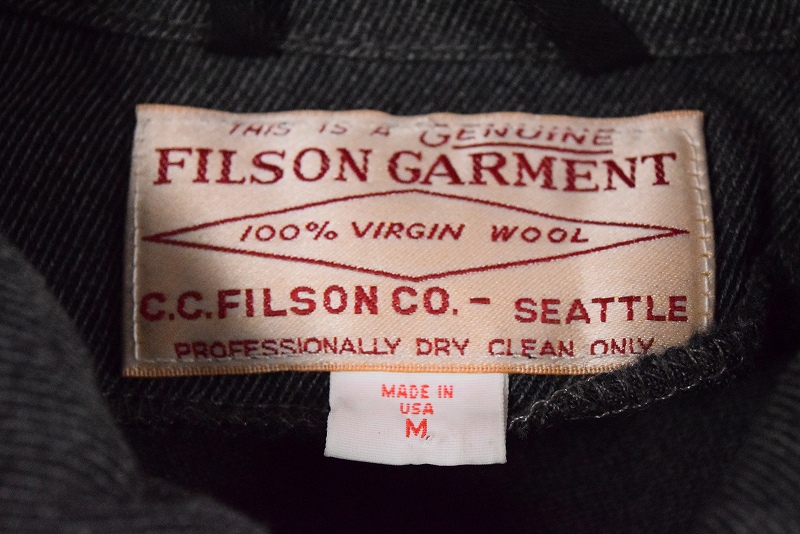 THIS IS A GENUINE
FILSON GARMENT
100% VIRGIN WOOL
C.C.FILSON CO. - SEATTLE
PROFESSIONALLY DRY CLEAN ONLY
MADE IN
USA
M.